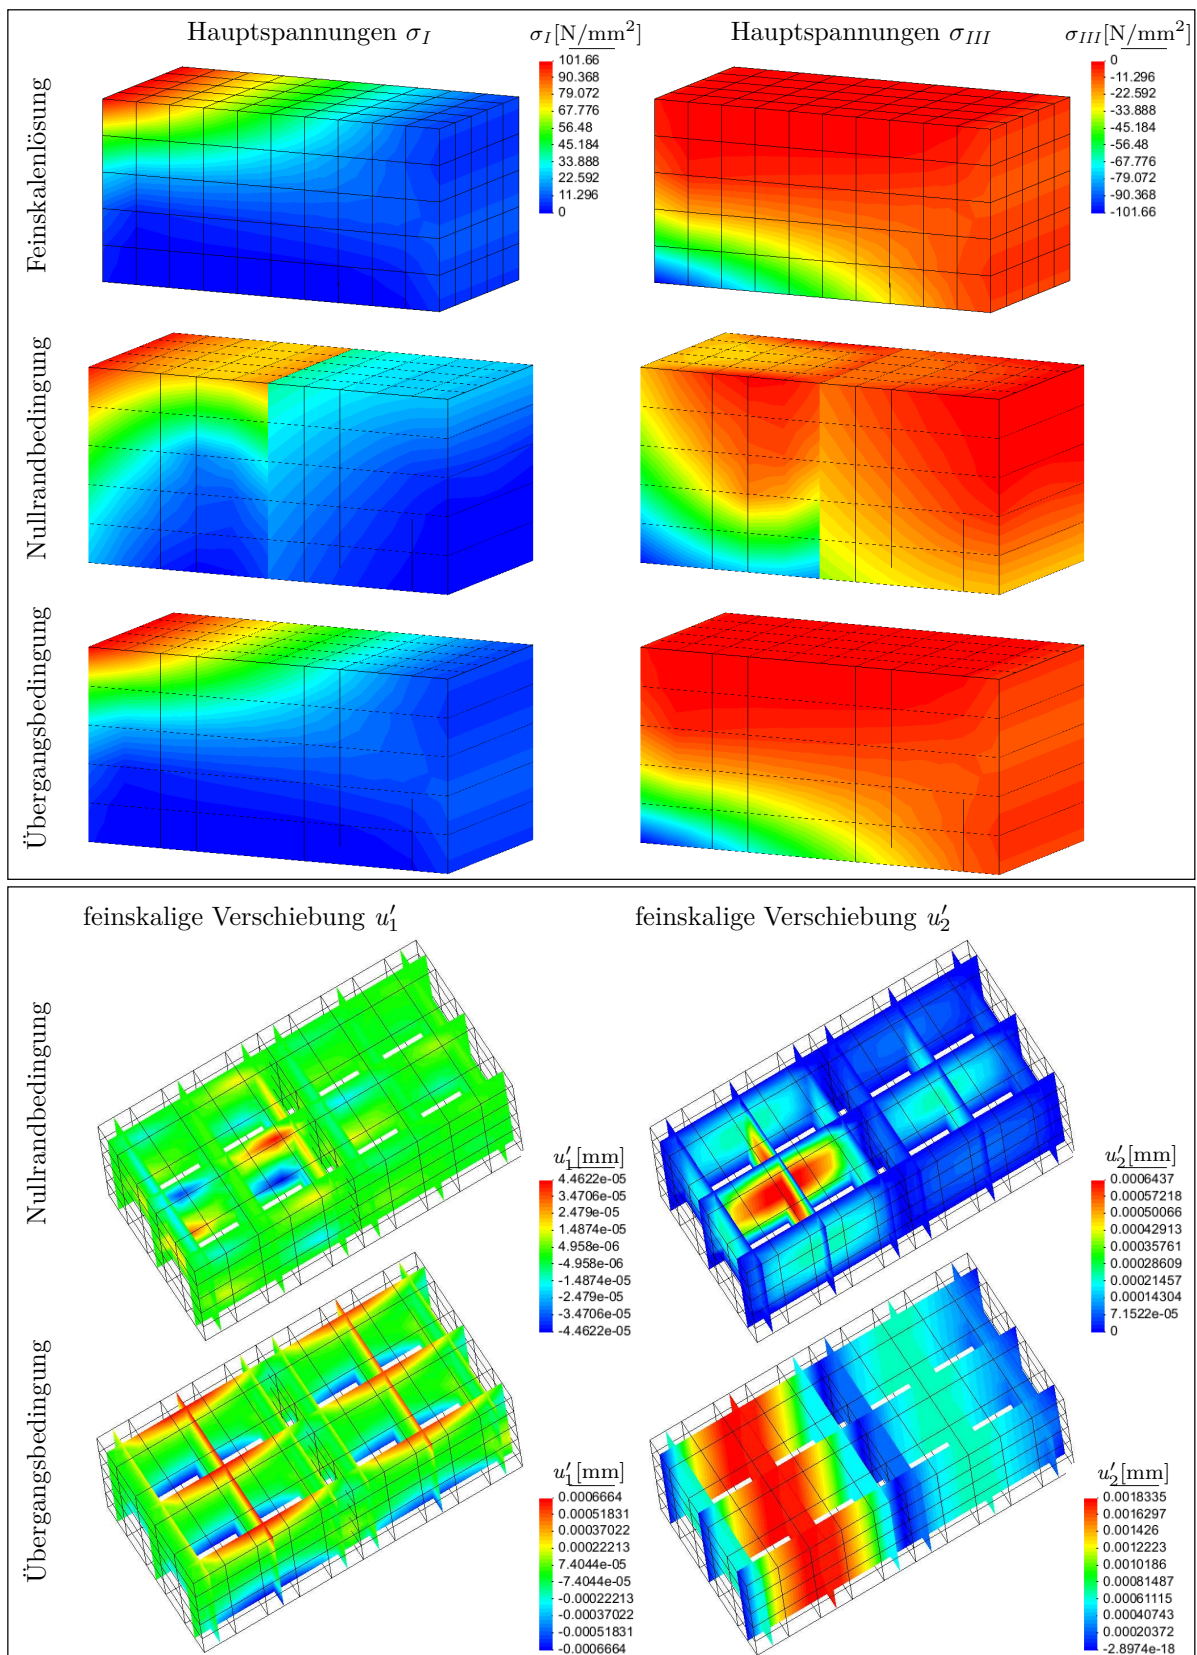 Hauptspannungen σ_I
σ_I[N/mm²]
101.66
90.368
79.072
67.776
56.48
45.184
33.888
22.592
11.296
0
Hauptspannungen σ_III
σ_III[N/mm²]
0
-11.296
-22.592
-33.888
-45.184
-56.48
-67.776
-79.072
-90.368
-101.66
Feinskalenlösung
Nullrandbedingung
Übergangsbedingung
feinskalige Verschiebung u′₁
feinskalige Verschiebung u′₂
Nullrandbedingung
u′₁[mm]
4.4622e-05
3.4706e-05
2.479e-05
1.4874e-05
4.958e-06
-4.958e-06
-1.4874e-05
-2.479e-05
-3.4706e-05
-4.4622e-05
u′₂[mm]
0.0006437
0.00057218
0.00050066
0.00042913
0.00035761
0.00028609
0.00021457
0.00014304
7.1522e-05
0
Übergangsbedingung
u′₁[mm]
0.0006664
0.00051831
0.00037022
0.00022213
7.4044e-05
-7.4044e-05
-0.00022213
-0.00037022
-0.00051831
-0.0006664
u′₂[mm]
0.0018335
0.0016297
0.001426
0.0012223
0.0010186
0.00081487
0.00061115
0.00040743
0.00020372
-2.8974e-18